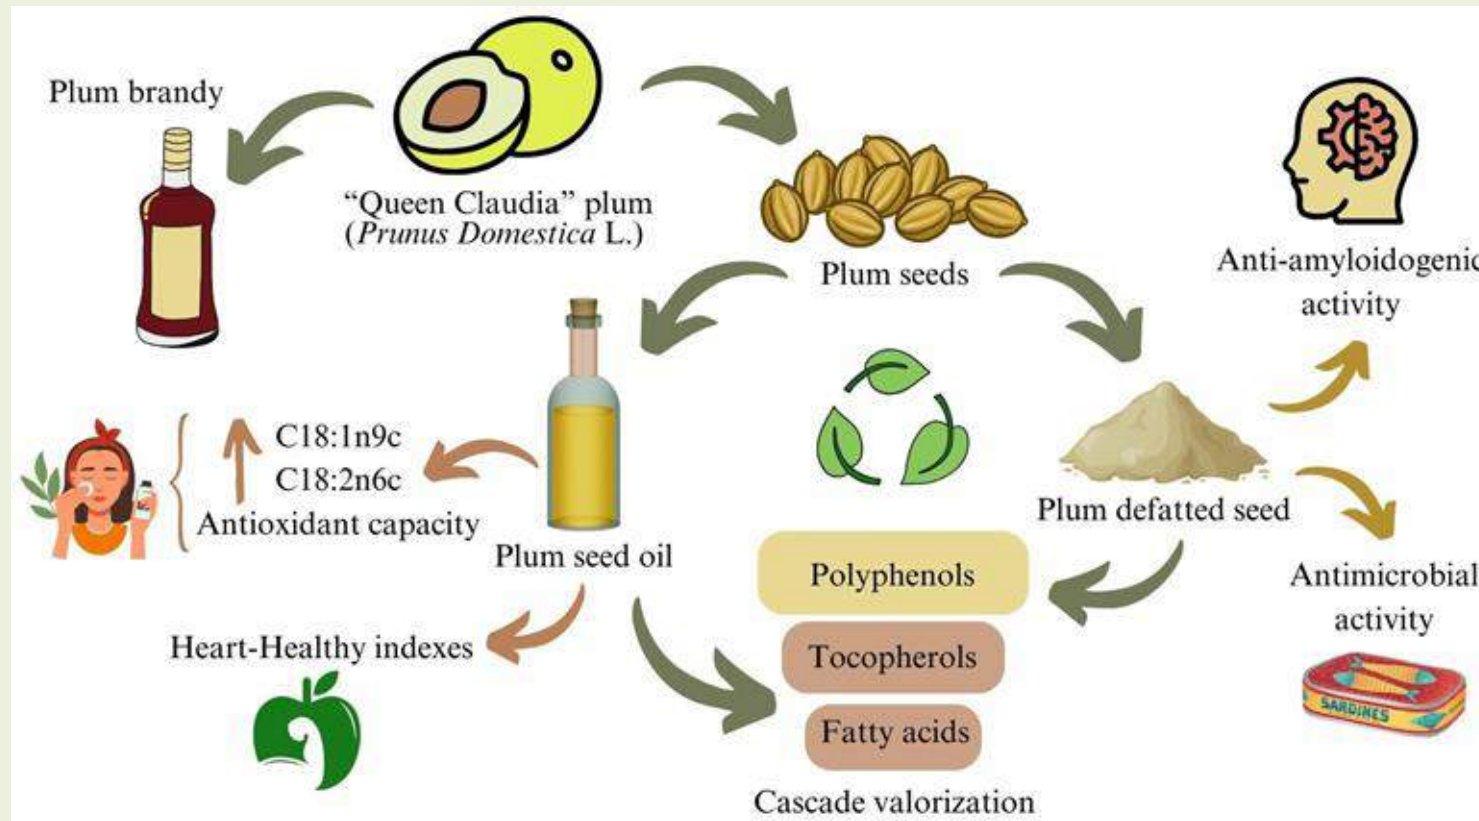 Plum brandy
“Queen Claudia” plum
(Prunus Domestica L.)
Plum seeds
Anti-amyloidogenic
activity
C18:1n9c
C18:2n6c
Antioxidant capacity
Plum seed oil
Plum defatted seed
Polyphenols
Antimicrobial
activity
Heart-Healthy indexes
Tocopherols
SARDINES
Fatty acids
Cascade valorization